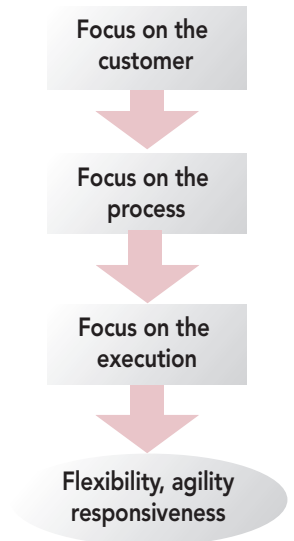 Focus on the
customer
Focus on the
process
Focus on the
execution
Flexibility, agility
responsiveness